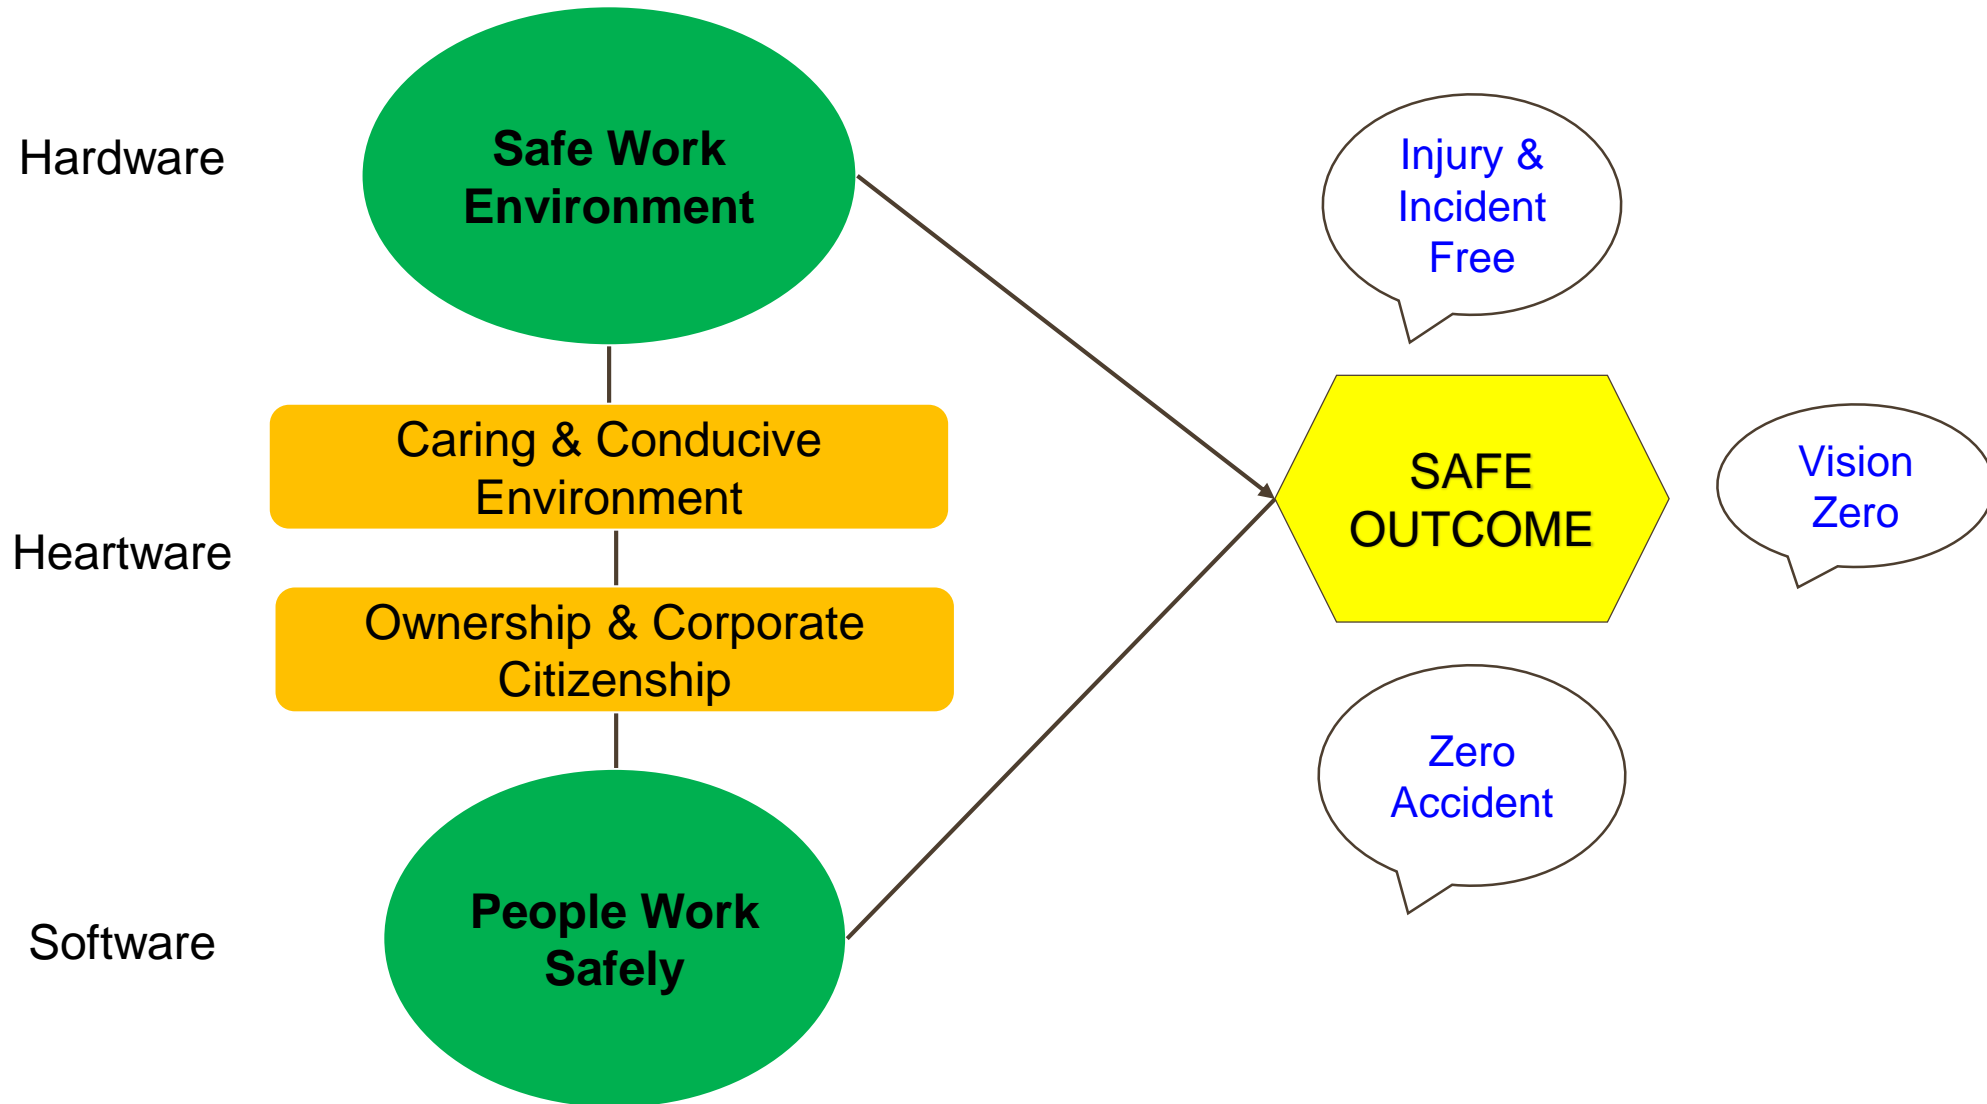 Hardware
Safe Work
Environment
Injury &
Incident
Free
Caring & Conducive
Environment
Heartware
Ownership & Corporate
Citizenship
SAFE
OUTCOME
Vision
Zero
Zero
Accident
Software
People Work
Safely